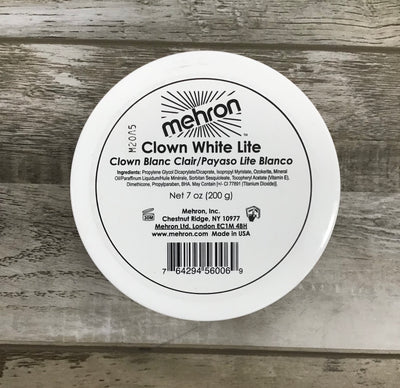 mehron
™
M20A5
Clown White Lite
Clown Blanc Clair/Payaso Lite Blanco
Ingredients: Propylene Glycol Dicaprylate/Dicaprate, Isopropyl Myristate, Ozokerite, Mineral
Oil/Paraffinum Liquidum/Huile Minérale, Sorbitan Sesquioleate, Tocopheryl Acetate (Vitamin E),
Dimethicone, Propylparaben, BHA. May Contain [+/- CI 77891 (Titanium Dioxide)].
Net 7 oz (200 g)
30M
Mehron, Inc.
Chestnut Ridge, NY 10977
Mehron Ltd. London EC1M 4BH
www.mehron.com Made in USA
7 64294 56006 9